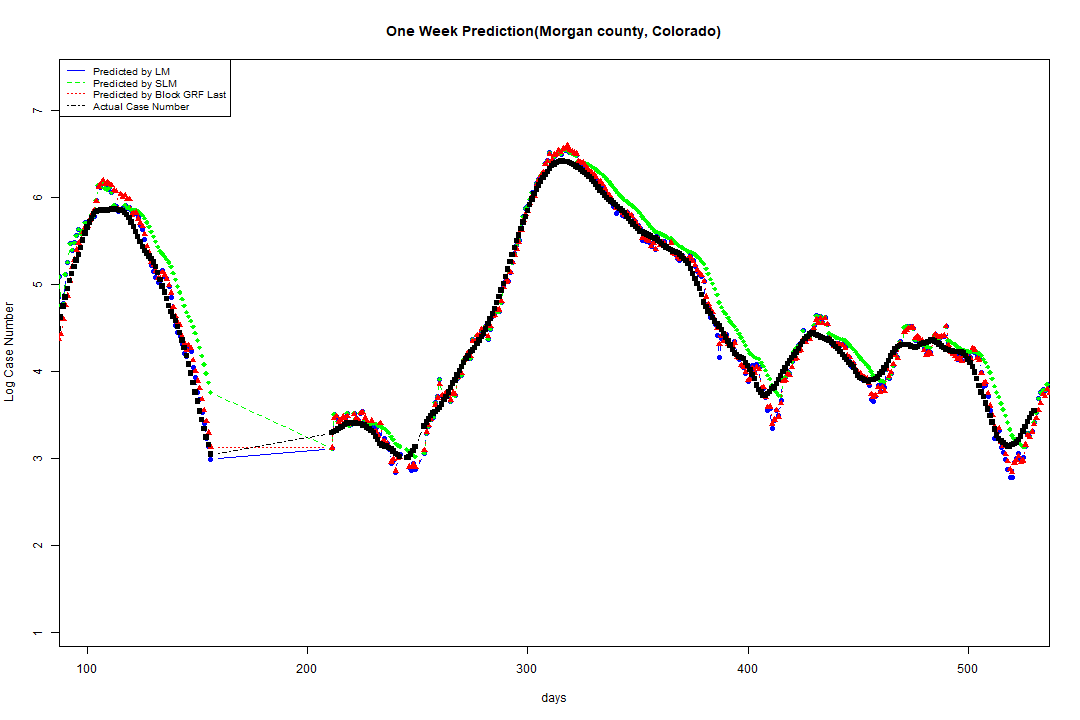 One Week Prediction(Morgan county, Colorado)
Predicted by LM
Predicted by SLM
Predicted by Block GRF Last
Actual Case Number
7
6
5
4
3
2
1
Log Case Number
100 200 300 400 500
days